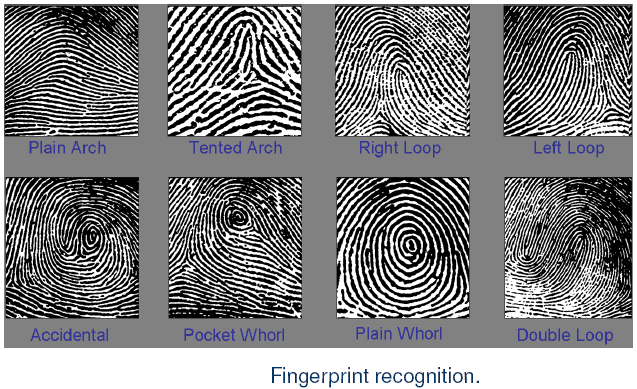 Plain Arch
Tented Arch
Right Loop
Left Loop
Accidental
Pocket Whorl
Plain Whorl
Double Loop
Fingerprint recognition.